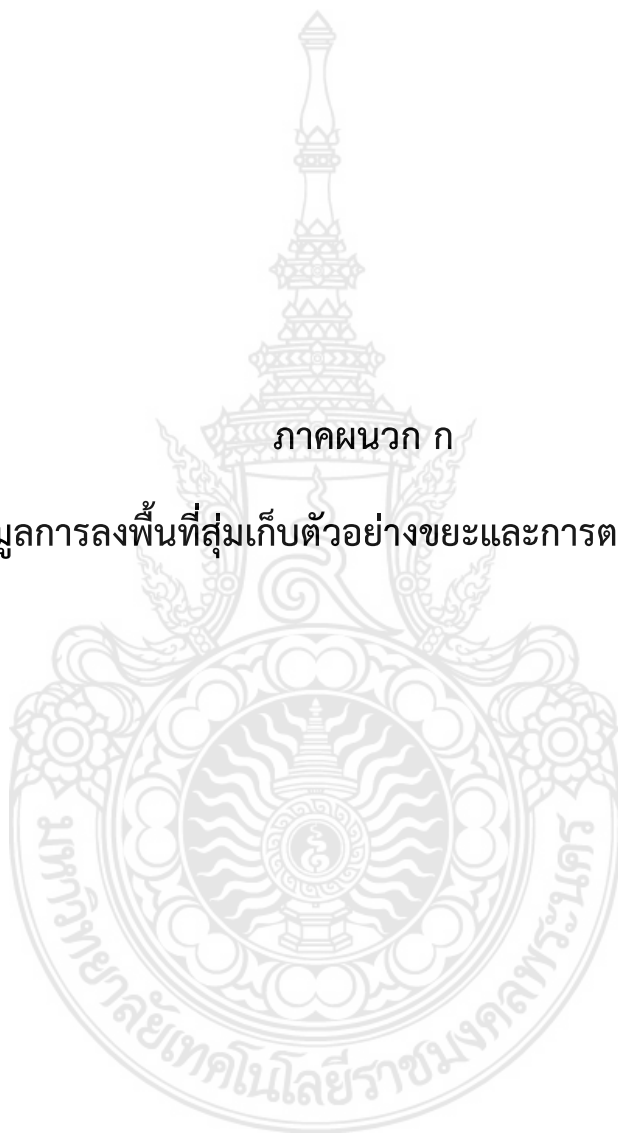 ภาคผนวก ก
มูลการลงพื้นที่สุ่มเก็บตัวอย่างขยะและการต
มหาวิทยาลัยเทคโนโลยีราชมงคลพระนคร